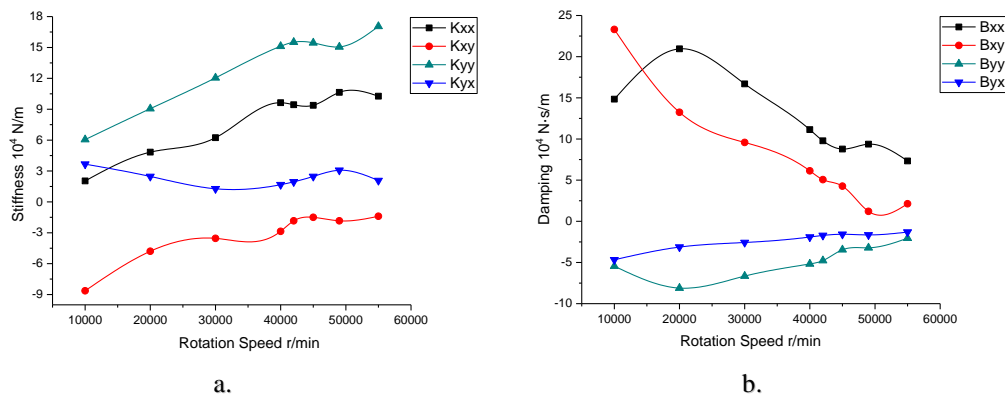 18
15
12
9
6
3
0
-3
-6
-9
Stiffness 10⁴ N/m
10000 20000 30000 40000 50000 60000
Rotation Speed r/min
Kxx
Kxy
Kyy
Kyx
a.
25
20
15
10
5
0
-5
-10
Damping 10⁴ N·s/m
10000 20000 30000 40000 50000 60000
Rotation Speed r/min
Bxx
Bxy
Byy
Byx
b.